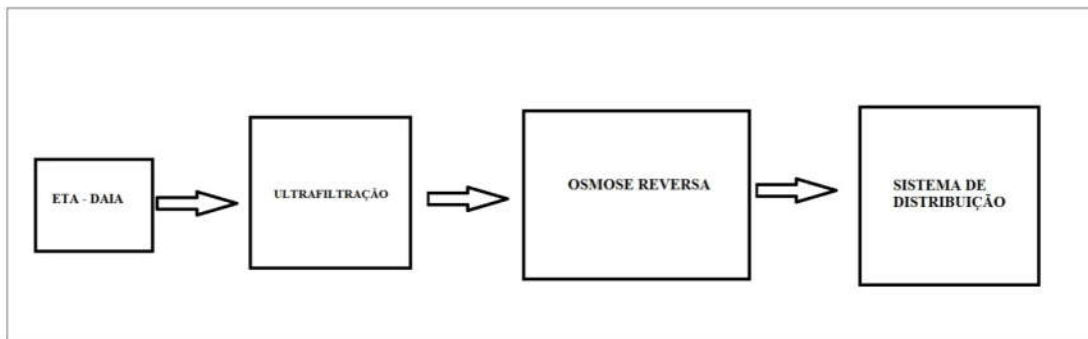 ETA - DAIA
ULTRAFILTRAÇÃO
OSMOSE REVERSA
SISTEMA DE
DISTRIBUIÇÃO